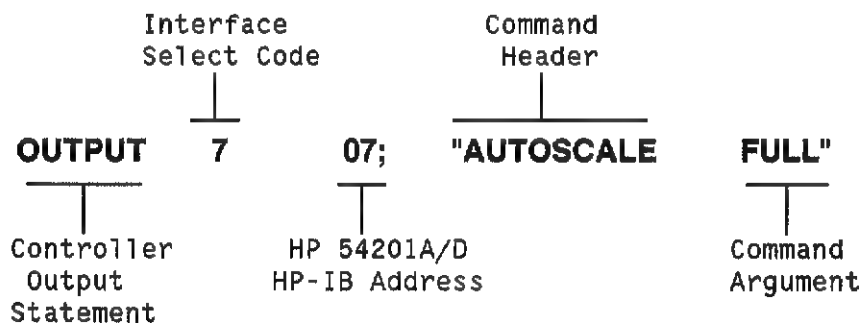 Interface Command
Select Code Header
OUTPUT 7 07; "AUTOSCALE FULL"
Controller HP 54201A/D Command
Output HP-IB Address Argument
Statement